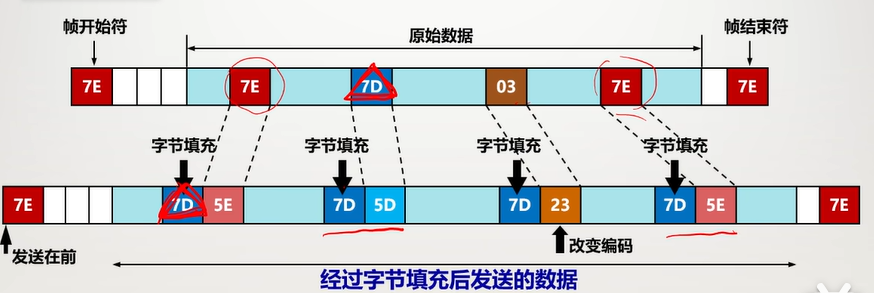 帧开始符 原始数据 帧结束符
7E 7E 7D 03 7E 7E
字节填充 字节填充 字节填充 字节填充
7E 7D 5E 7D 5D 7D 23 7D 5E 7E
发送在前 改变编码
经过字节填充后发送的数据